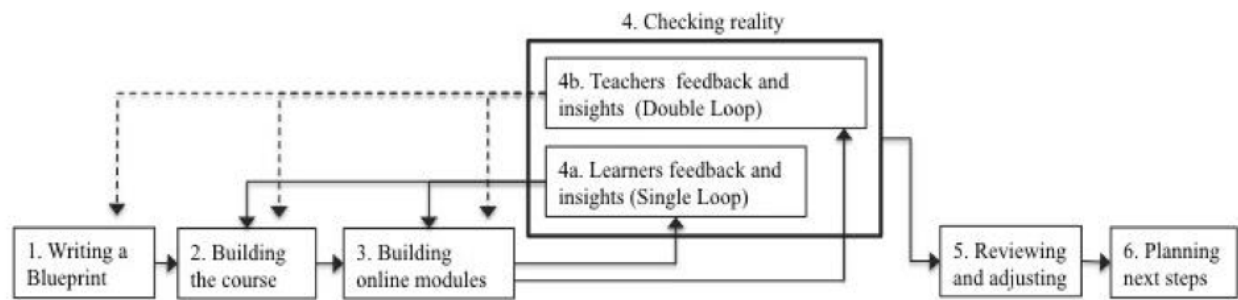 4. Checking reality
4b. Teachers feedback and
insights (Double Loop)
4a. Learners feedback and
insights (Single Loop)
1. Writing a
Blueprint
2. Building
the course
3. Building
online modules
5. Reviewing
and adjusting
6. Planning
next steps